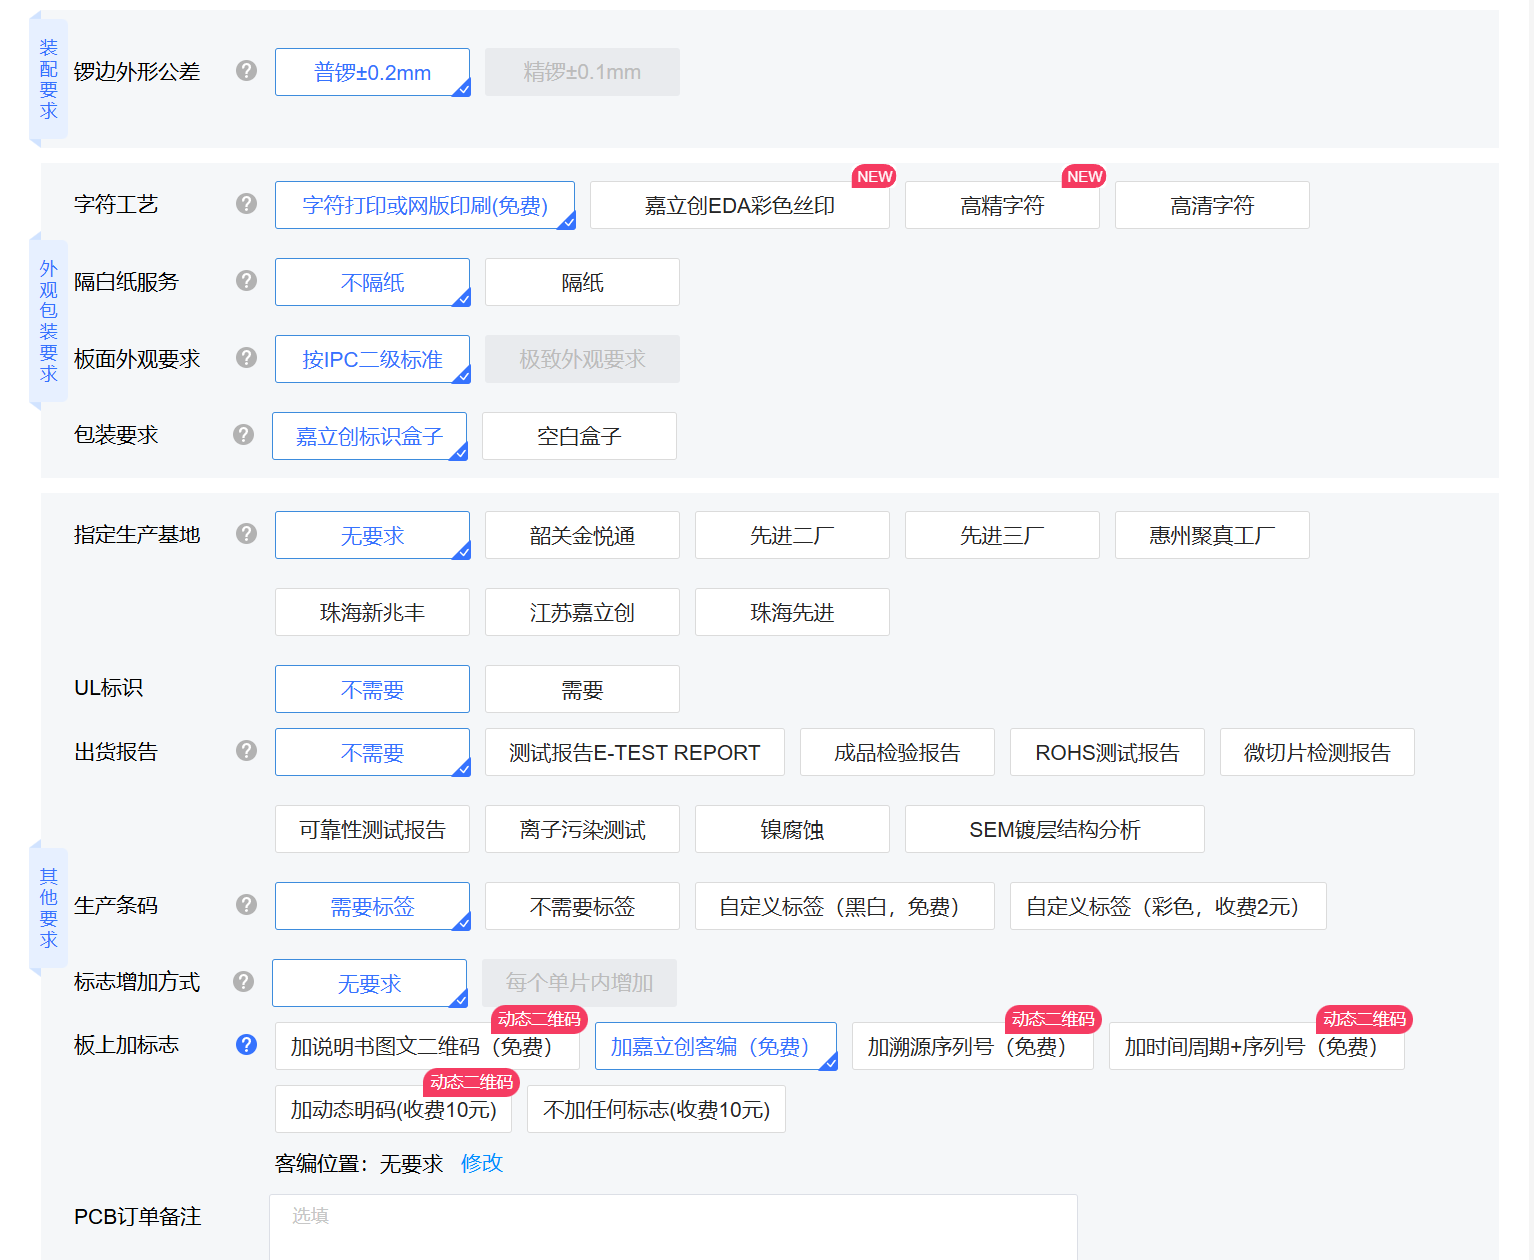 装配要求
锣边外形公差 ? 普锣±0.2mm 精锣±0.1mm
外观包装要求
字符工艺 ? 字符打印或网版印刷(免费) 嘉立创EDA彩色丝印 NEW 高精字符 NEW 高清字符
隔白纸服务 ? 不隔纸 隔纸
板面外观要求 ? 按IPC二级标准 极致外观要求
包装要求 ? 嘉立创标识盒子 空白盒子
其他要求
指定生产基地 ? 无要求 韶关金悦通 先进二厂 先进三厂 惠州聚真工厂
珠海新兆丰 江苏嘉立创 珠海先进
UL标识 不需要 需要
出货报告 ? 不需要 测试报告E-TEST REPORT 成品检验报告 ROHS测试报告 微切片检测报告
可靠性测试报告 离子污染测试 镍腐蚀 SEM镀层结构分析
生产条码 ? 需要标签 不需要标签 自定义标签（黑白，免费） 自定义标签（彩色，收费2元）
标志增加方式 ? 无要求 每个单片内增加
板上加标志 ? 加说明书图文二维码（免费） 动态二维码 加嘉立创客编（免费） 加溯源序列号（免费） 动态二维码 加时间周期+序列号（免费） 动态二维码
加动态明码(收费10元) 动态二维码 不加任何标志(收费10元)
客编位置：无要求 修改
PCB订单备注 选填